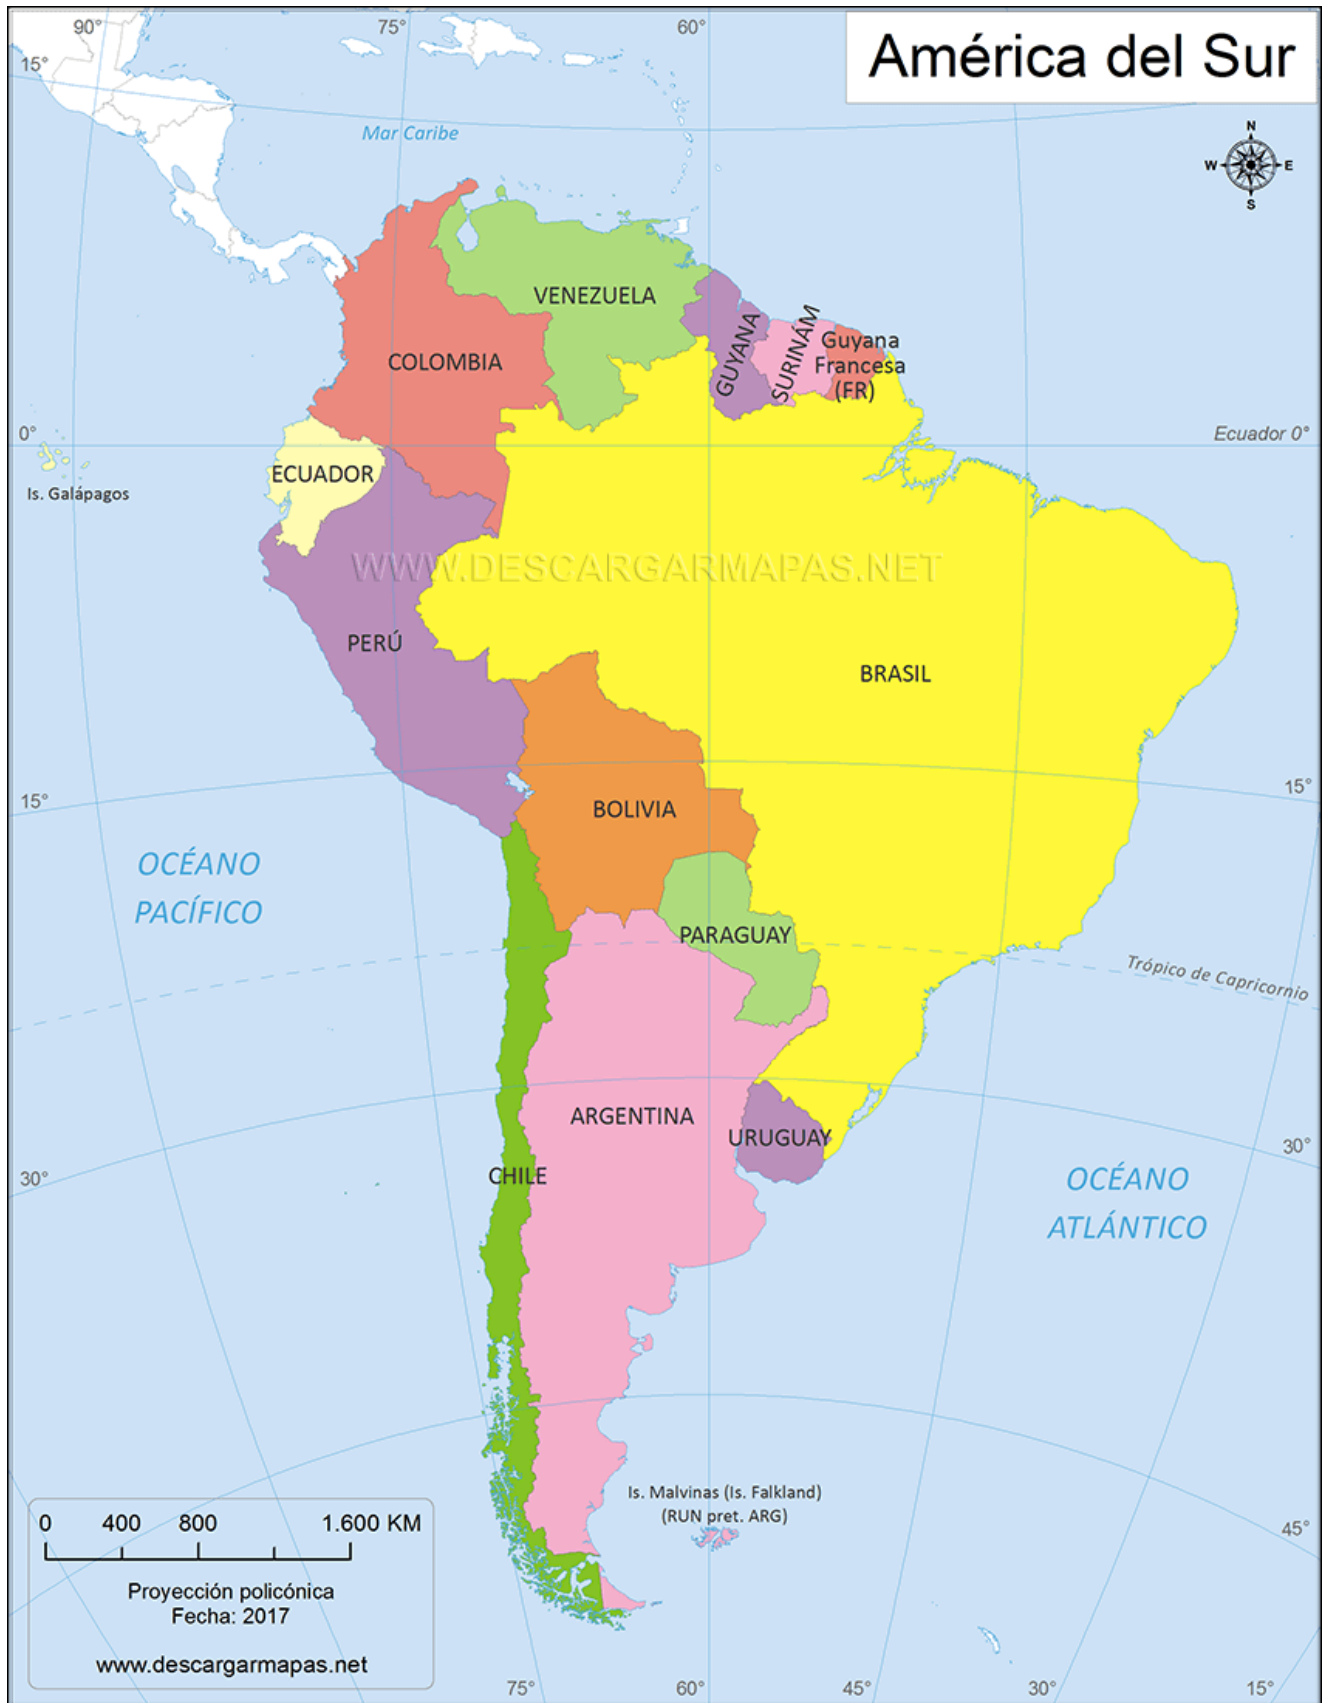 90°
75°
60°
América del Sur
15°
Mar Caribe
N
W
E
S
VENEZUELA
GUYANA
SURINÁM
Guyana
Francesa
(FR)
COLOMBIA
0°
Ecuador 0°
ECUADOR
Is. Galápagos
WWW.DESCARGARMAPAS.NET
PERÚ
BRASIL
15°
15°
BOLIVIA
OCÉANO
PACÍFICO
PARAGUAY
Trópico de Capricornio
ARGENTINA
URUGUAY
30°
CHILE
30°
OCÉANO
ATLÁNTICO
Is. Malvinas (Is. Falkland)
(RUN pret. ARG)
45°
0 400 800 1.600 KM
Proyección policónica
Fecha: 2017
www.descargarmapas.net
75°
60°
45°
30°
15°